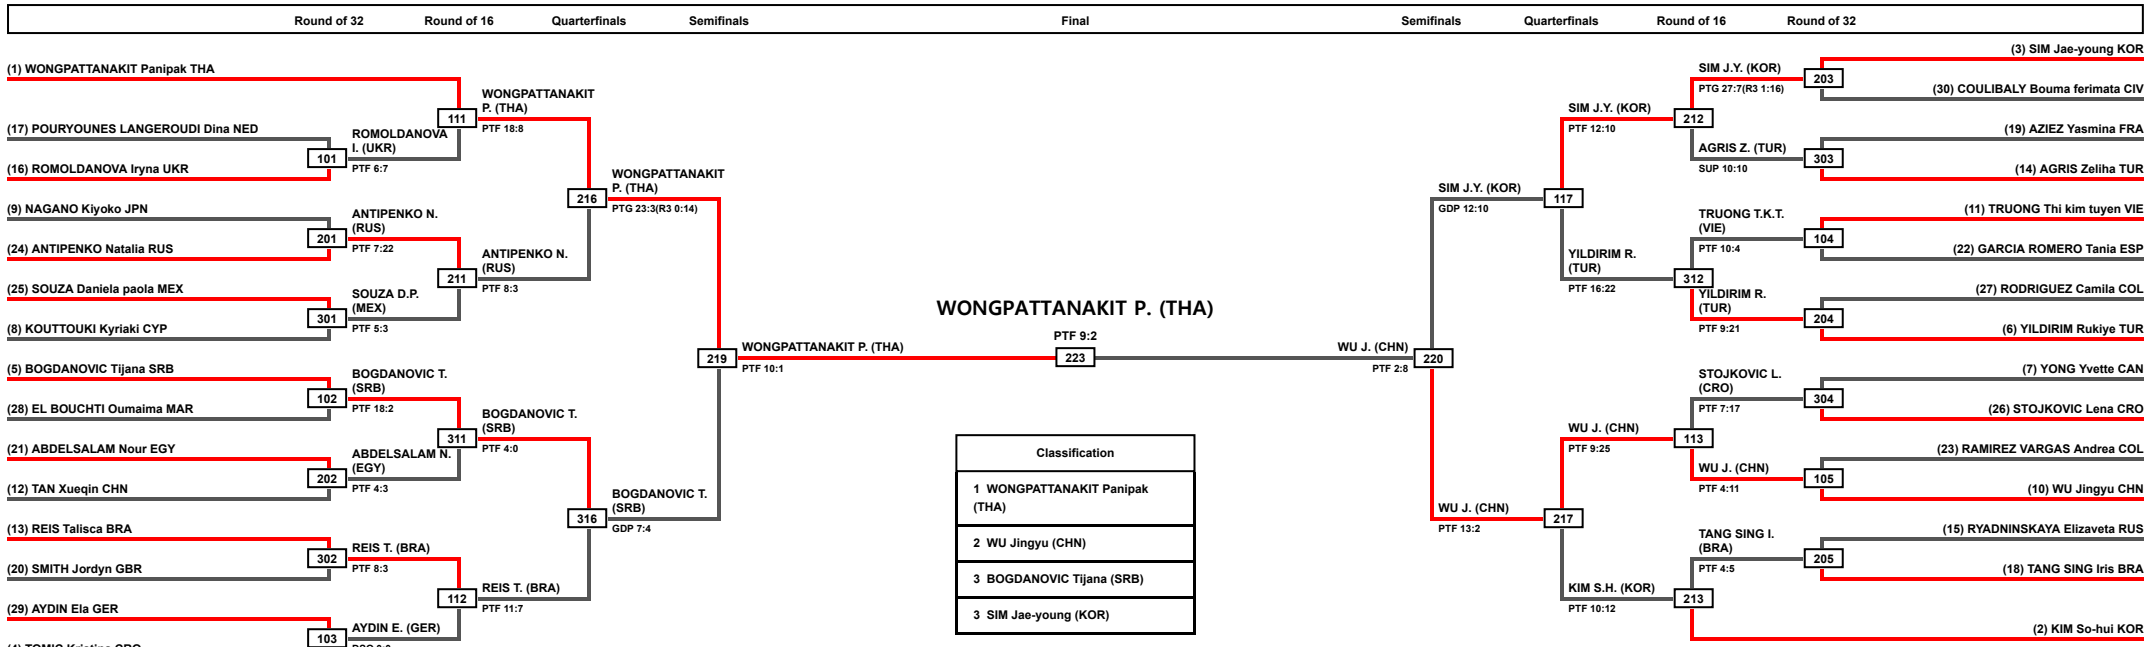 Round of 32 Round of 16 Quarterfinals Semifinals Final Semifinals Quarterfinals Round of 16 Round of 32
(1) WONGPATTANAKIT Panipak THA
(17) POURYOUNES LANGEROUDI Dina NED
(16) ROMOLDANOVA Iryna UKR
(9) NAGANO Kiyoko JPN
(24) ANTIPENKO Natalia RUS
(25) SOUZA Daniela paola MEX
(8) KOUTTOUKI Kyriaki CYP
(5) BOGDANOVIC Tijana SRB
(28) EL BOUCHTI Oumaima MAR
(21) ABDELSALAM Nour EGY
(12) TAN Xueqin CHN
(13) REIS Talisca BRA
(20) SMITH Jordyn GBR
(29) AYDIN Ela GER
101
ROMOLDANOVA
I. (UKR)
PTF 6:7
201
ANTIPENKO N.
(RUS)
PTF 7:22
301
SOUZA D.P.
(MEX)
PTF 5:3
102
BOGDANOVIC T.
(SRB)
PTF 18:2
202
ABDELSALAM N.
(EGY)
PTF 4:3
302
REIS T. (BRA)
PTF 8:3
103
AYDIN E. (GER)
111
WONGPATTANAKIT
P. (THA)
PTF 18:8
211
ANTIPENKO N.
(RUS)
PTF 8:3
311
BOGDANOVIC T.
(SRB)
PTF 4:0
112
REIS T. (BRA)
PTF 11:7
216
WONGPATTANAKIT
P. (THA)
PTG 23:3(R3 0:14)
316
BOGDANOVIC T.
(SRB)
GDP 7:4
219
WONGPATTANAKIT P. (THA)
PTF 10:1
WONGPATTANAKIT P. (THA)
PTF 9:2
223
Classification
1 WONGPATTANAKIT Panipak
(THA)
2 WU Jingyu (CHN)
3 BOGDANOVIC Tijana (SRB)
3 SIM Jae-young (KOR)
WU J. (CHN)
PTF 2:8
220
SIM J.Y. (KOR)
GDP 12:10
117
WU J. (CHN)
PTF 13:2
217
SIM J.Y. (KOR)
PTF 12:10
212
YILDIRIM R.
(TUR)
PTF 16:22
312
WU J. (CHN)
PTF 9:25
113
KIM S.H. (KOR)
PTF 10:12
213
SIM J.Y. (KOR)
PTG 27:7(R3 1:16)
203
AGRIS Z. (TUR)
SUP 10:10
303
TRUONG T.K.T.
(VIE)
PTF 10:4
104
YILDIRIM R.
(TUR)
PTF 9:21
204
STOJKOVIC L.
(CRO)
PTF 7:17
304
WU J. (CHN)
PTF 4:11
105
TANG SING I.
(BRA)
PTF 4:5
205
(3) SIM Jae-young KOR
(30) COULIBALY Bouma ferimata CIV
(19) AZIEZ Yasmina FRA
(14) AGRIS Zeliha TUR
(11) TRUONG Thi kim tuyen VIE
(22) GARCIA ROMERO Tania ESP
(27) RODRIGUEZ Camila COL
(6) YILDIRIM Rukiye TUR
(7) YONG Yvette CAN
(26) STOJKOVIC Lena CRO
(23) RAMIREZ VARGAS Andrea COL
(10) WU Jingyu CHN
(15) RYADNINSKAYA Elizaveta RUS
(18) TANG SING Iris BRA
(2) KIM So-hui KOR